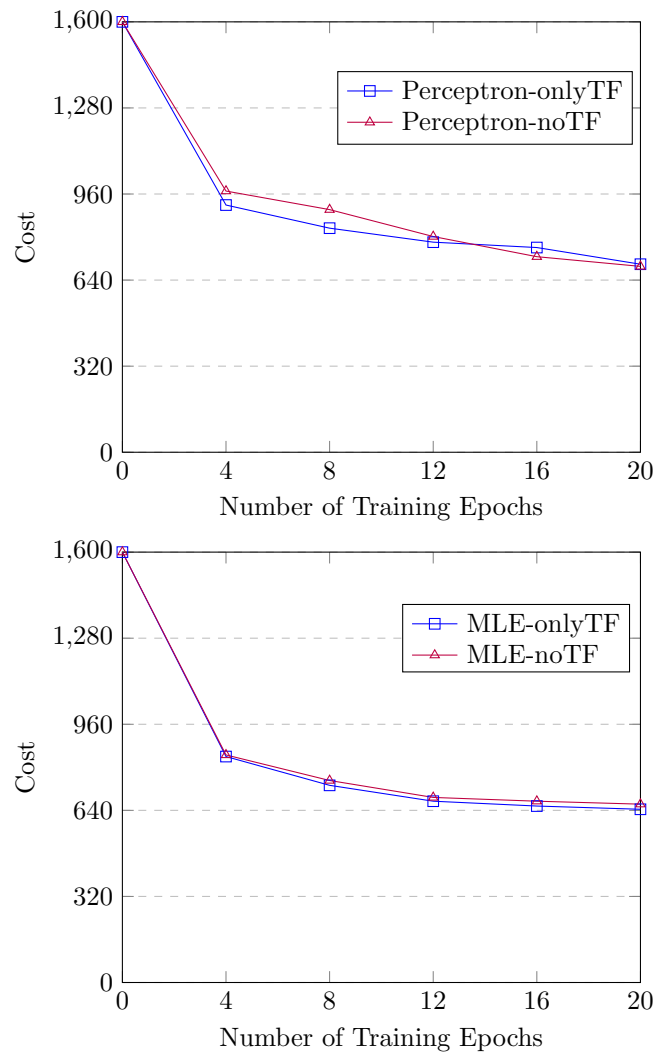 1,600
1,280
960
640
320
0
Cost
Perceptron-onlyTF
Perceptron-noTF
0 4 8 12 16 20
Number of Training Epochs
1,600
1,280
960
640
320
0
Cost
MLE-onlyTF
MLE-noTF
0 4 8 12 16 20
Number of Training Epochs